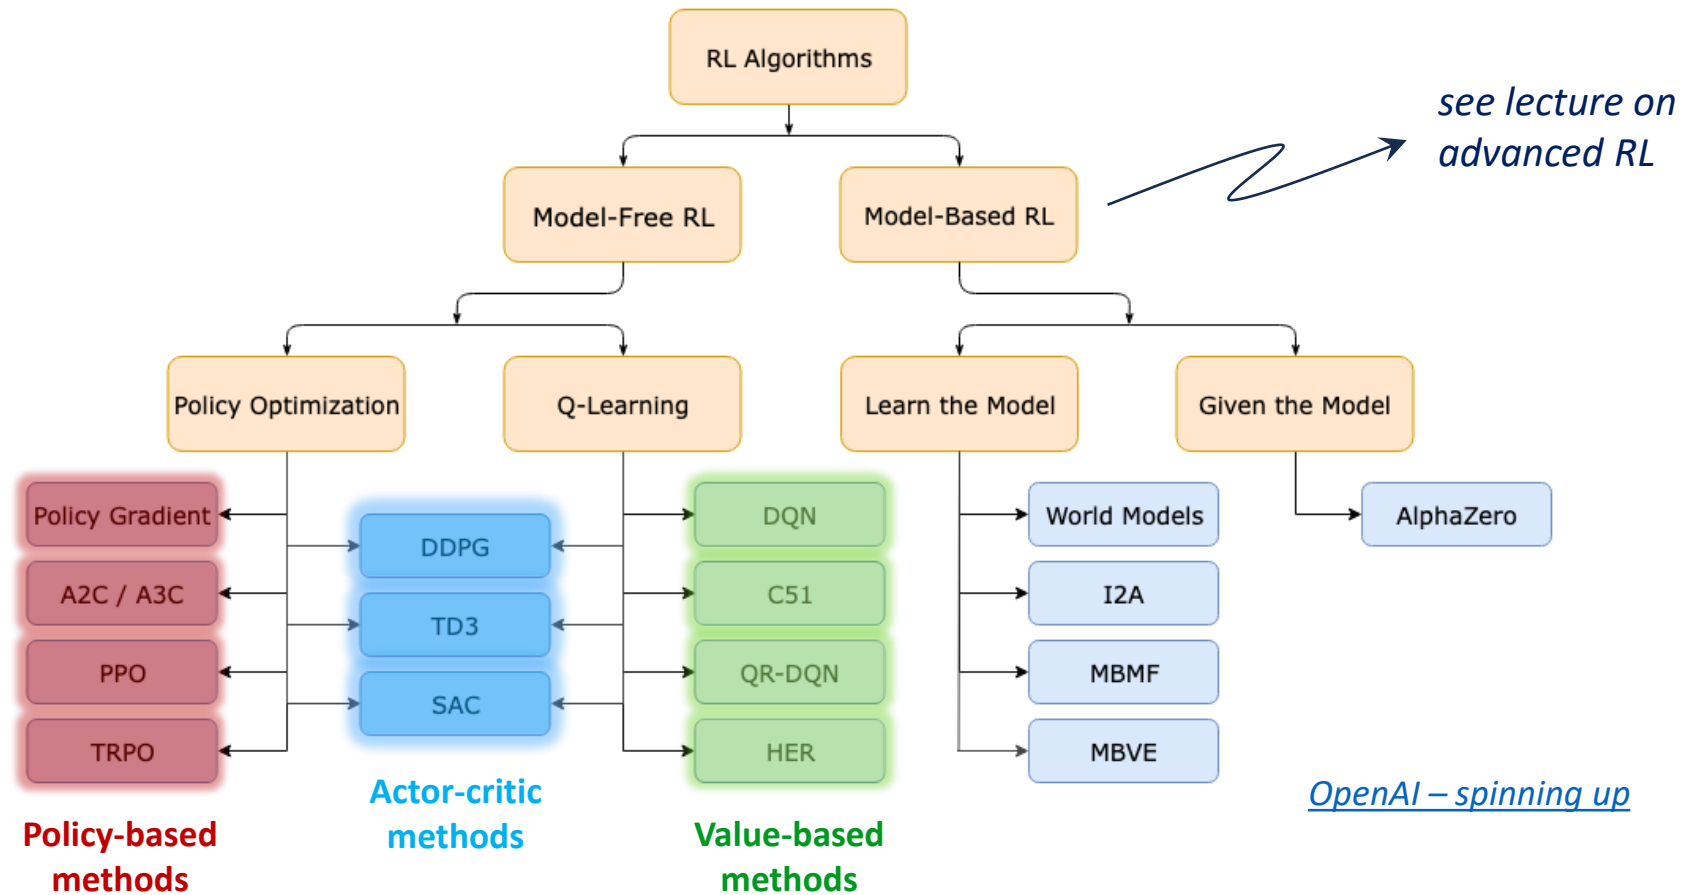 RL Algorithms
see lecture on
advanced RL
Model-Free RL
Model-Based RL
Policy Optimization
Q-Learning
Learn the Model
Given the Model
Policy Gradient
DDPG
DQN
World Models
AlphaZero
A2C / A3C
TD3
C51
I2A
PPO
SAC
QR-DQN
MBMF
TRPO
HER
MBVE
Policy-based
methods
Actor-critic
methods
Value-based
methods
OpenAI – spinning up